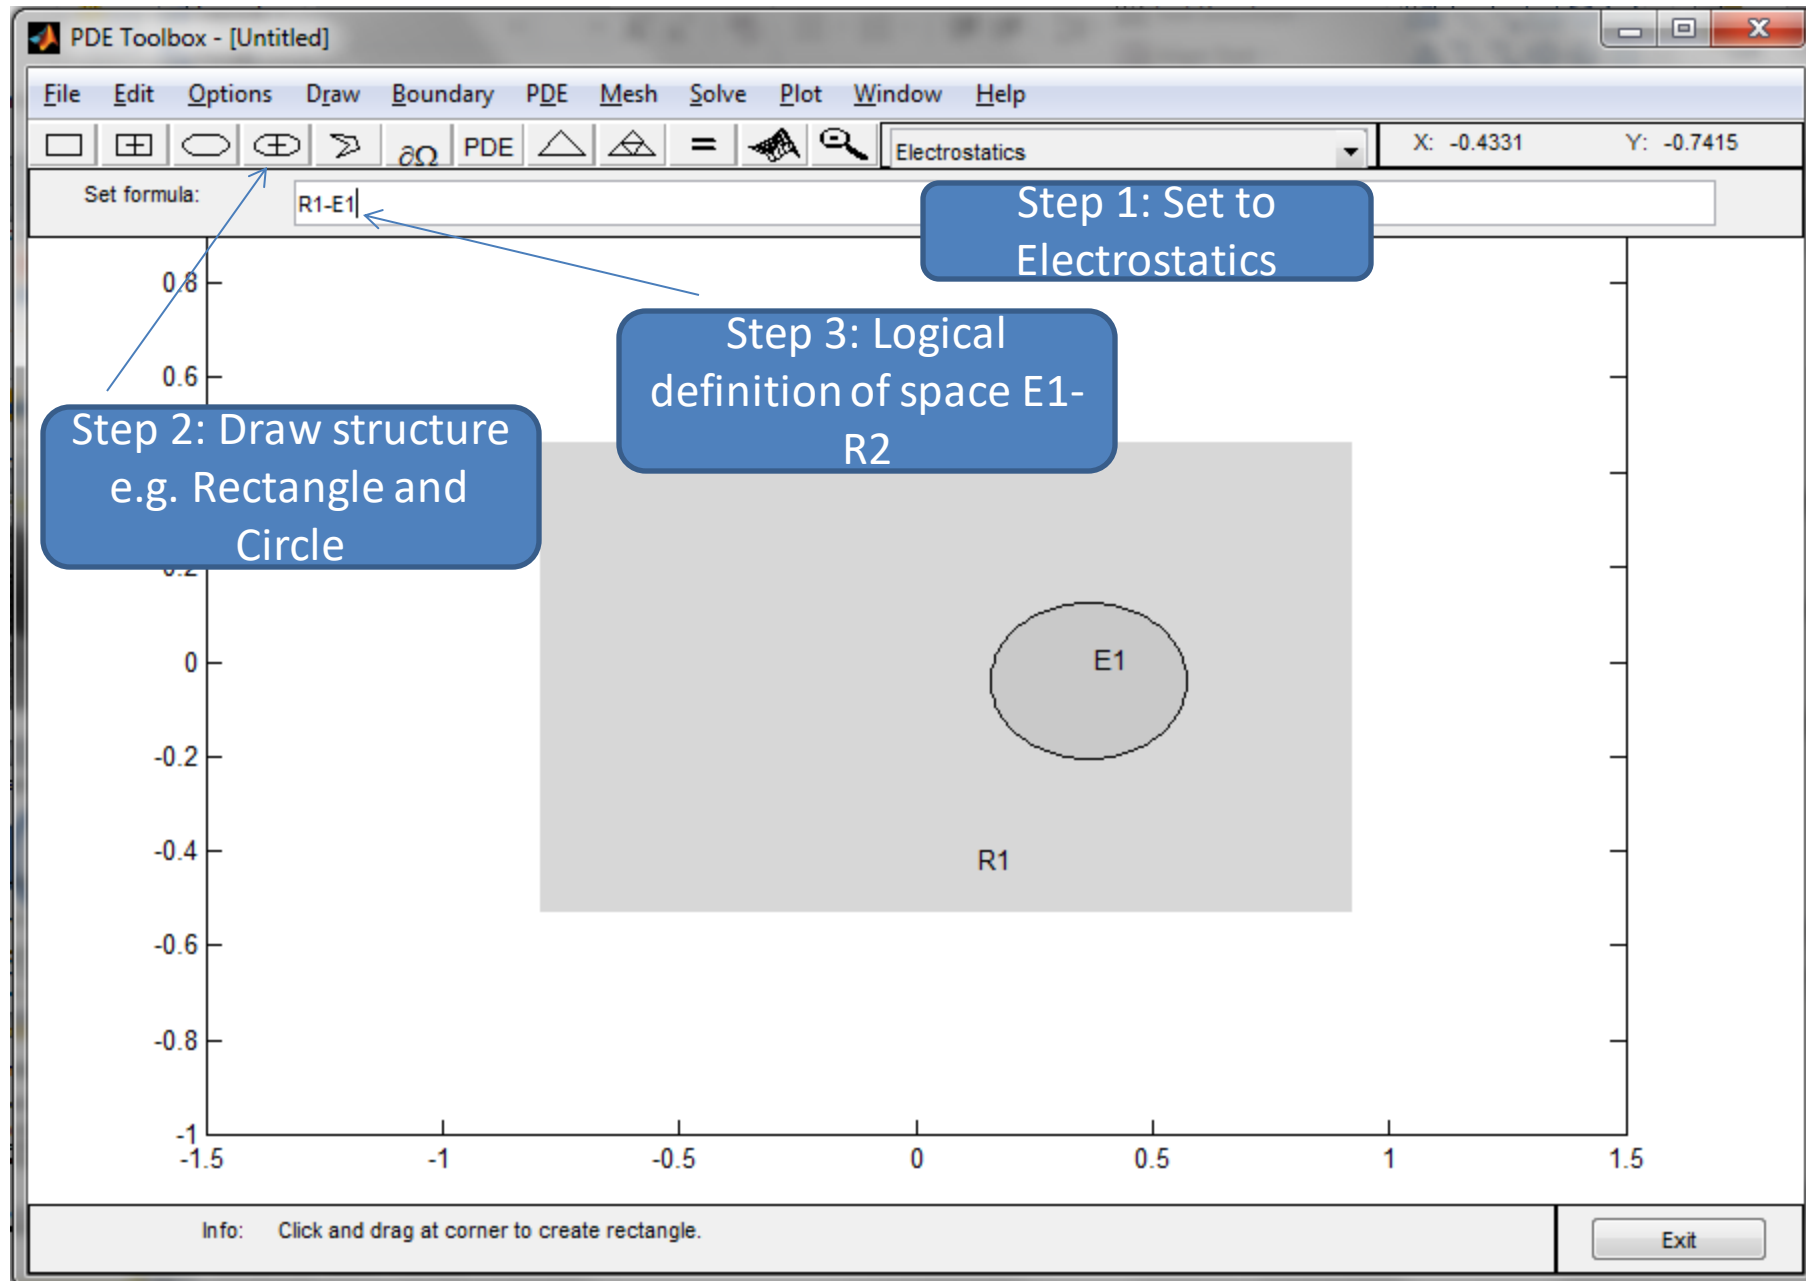 PDE Toolbox - [Untitled]
File Edit Options Draw Boundary PDE Mesh Solve Plot Window Help
∂Ω PDE = Electrostatics X: -0.4331 Y: -0.7415
Set formula: R1-E1
Step 1: Set to
Electrostatics
0.8
Step 3: Logical
definition of space E1-
R2
0.6
Step 2: Draw structure
e.g. Rectangle and
Circle
0.2
E1
0
-0.2
-0.4
R1
-0.6
-0.8
-1
-1.5 -1 -0.5 0 0.5 1 1.5
Info: Click and drag at corner to create rectangle.
Exit